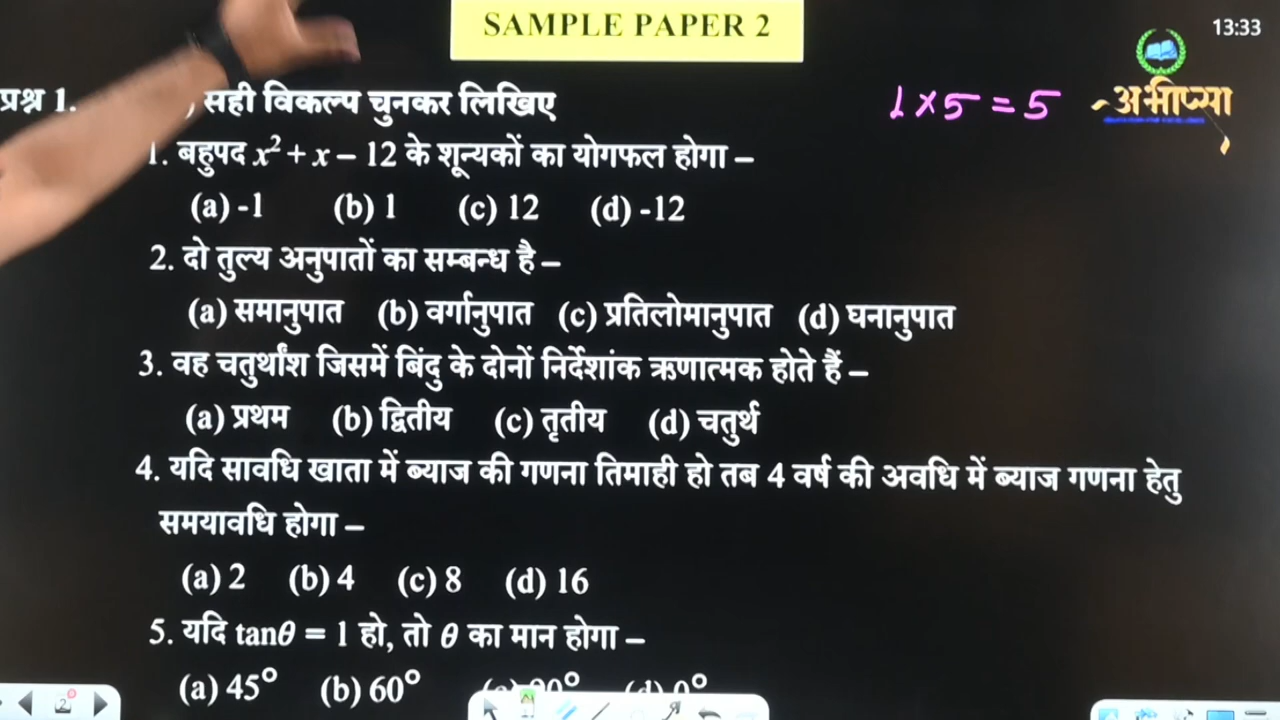 SAMPLE PAPER 2
13:33
प्रश्न 1. सही विकल्प चुनकर लिखिए
1 × 5 = 5
अभीप्सा
1. बहुपद x² + x – 12 के शून्यकों का योगफल होगा –
(a) -1 (b) 1 (c) 12 (d) -12
2. दो तुल्य अनुपातों का सम्बन्ध है –
(a) समानुपात (b) वर्गानुपात (c) प्रतिलोमानुपात (d) घनानुपात
3. वह चतुर्थांश जिसमें बिंदु के दोनों निर्देशांक ऋणात्मक होते हैं –
(a) प्रथम (b) द्वितीय (c) तृतीय (d) चतुर्थ
4. यदि सावधि खाता में ब्याज की गणना तिमाही हो तब 4 वर्ष की अवधि में ब्याज गणना हेतु
समयावधि होगा –
(a) 2 (b) 4 (c) 8 (d) 16
5. यदि tanθ = 1 हो, तो θ का मान होगा –
(a) 45° (b) 60° (d) 0°
2